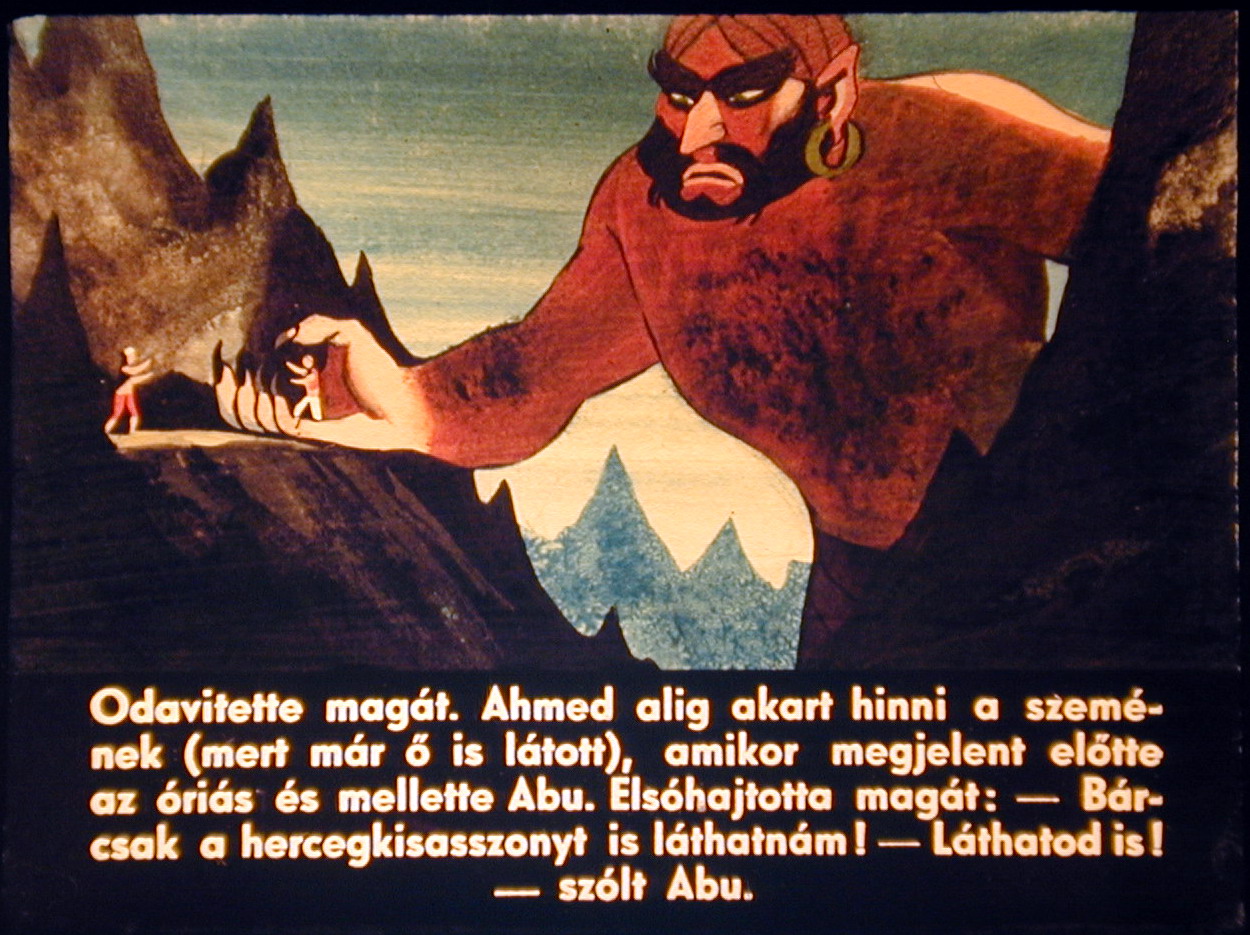 Odavitette magát. Ahmed alig akart hinni a szemé-
nek (mert már ő is látott), amikor megjelent előtte
az óriás és mellette Abu. Elsóhajtotta magát: — Bár-
csak a hercegkisasszonyt is láthatnám! — Láthatod is!
— szólt Abu.